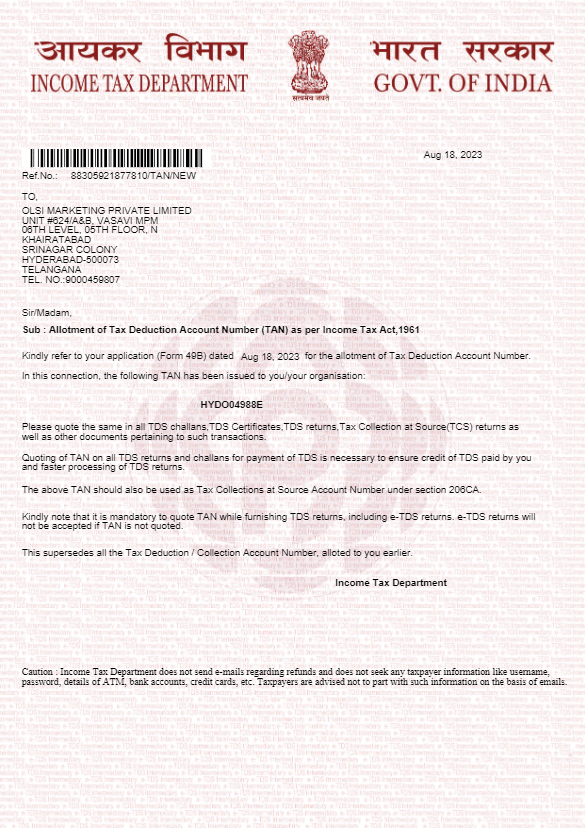 आयकर विभाग
INCOME TAX DEPARTMENT
सत्यमेव जयते
भारत सरकार
GOVT. OF INDIA
Aug 18, 2023
Ref.No.: 88305921877810/TAN/NEW
TO,
OLSI MARKETING PRIVATE LIMITED
UNIT #624/A&B, VASAVI MPM
06TH LEVEL, 05TH FLOOR, N
KHAIRATABAD
SRINAGAR COLONY
HYDERABAD-500073
TELANGANA
TEL. NO.:9000459807
Sir/Madam,
Sub : Allotment of Tax Deduction Account Number (TAN) as per Income Tax Act,1961
Kindly refer to your application (Form 49B) dated Aug 18, 2023 for the allotment of Tax Deduction Account Number.
In this connection, the following TAN has been issued to you/your organisation:
HYDO04988E
Please quote the same in all TDS challans,TDS Certificates,TDS returns,Tax Collection at Source(TCS) returns as
well as other documents pertaining to such transactions.
Quoting of TAN on all TDS returns and challans for payment of TDS is necessary to ensure credit of TDS paid by you
and faster processing of TDS returns.
The above TAN should also be used as Tax Collections at Source Account Number under section 206CA.
Kindly note that it is mandatory to quote TAN while furnishing TDS returns, including e-TDS returns. e-TDS returns will
not be accepted if TAN is not quoted.
This supersedes all the Tax Deduction / Collection Account Number, alloted to you earlier.
Income Tax Department
Caution : Income Tax Department does not send e-mails regarding refunds and does not seek any taxpayer information like username,
password, details of ATM, bank accounts, credit cards, etc. Taxpayers are advised not to part with such information on the basis of emails.